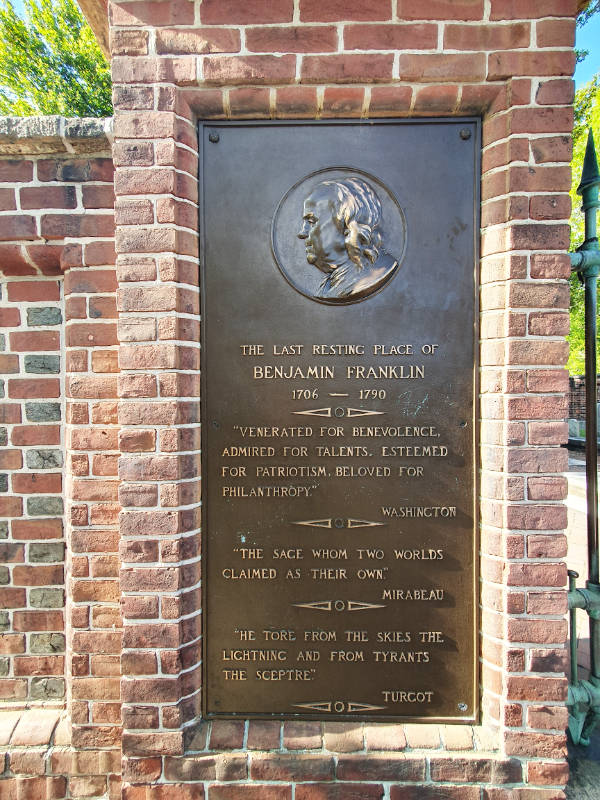 THE LAST RESTING PLACE OF
BENJAMIN FRANKLIN
1706 — 1790
"VENERATED FOR BENEVOLENCE,
ADMIRED FOR TALENTS, ESTEEMED
FOR PATRIOTISM, BELOVED FOR
PHILANTHROPY."
WASHINGTON
"THE SAGE WHOM TWO WORLDS
CLAIMED AS THEIR OWN."
MIRABEAU
"HE TORE FROM THE SKIES THE
LIGHTNING AND FROM TYRANTS
THE SCEPTRE."
TURGOT